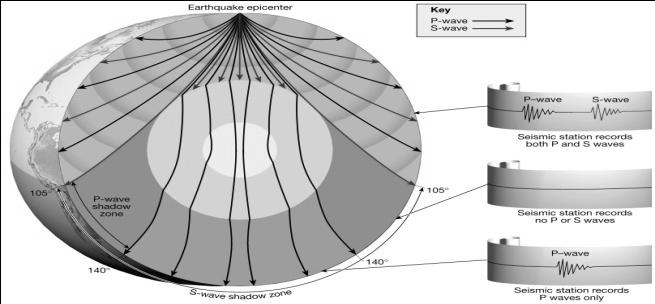 Earthquake epicenter
Key
P-wave
S-wave
P-wave
S-wave
Seismic station records
both P and S waves
105°
P-wave
shadow
zone
105°
Seismic station records
no P or S waves
140°
140°
P-wave
S-wave shadow zone
Seismic station records
P waves only